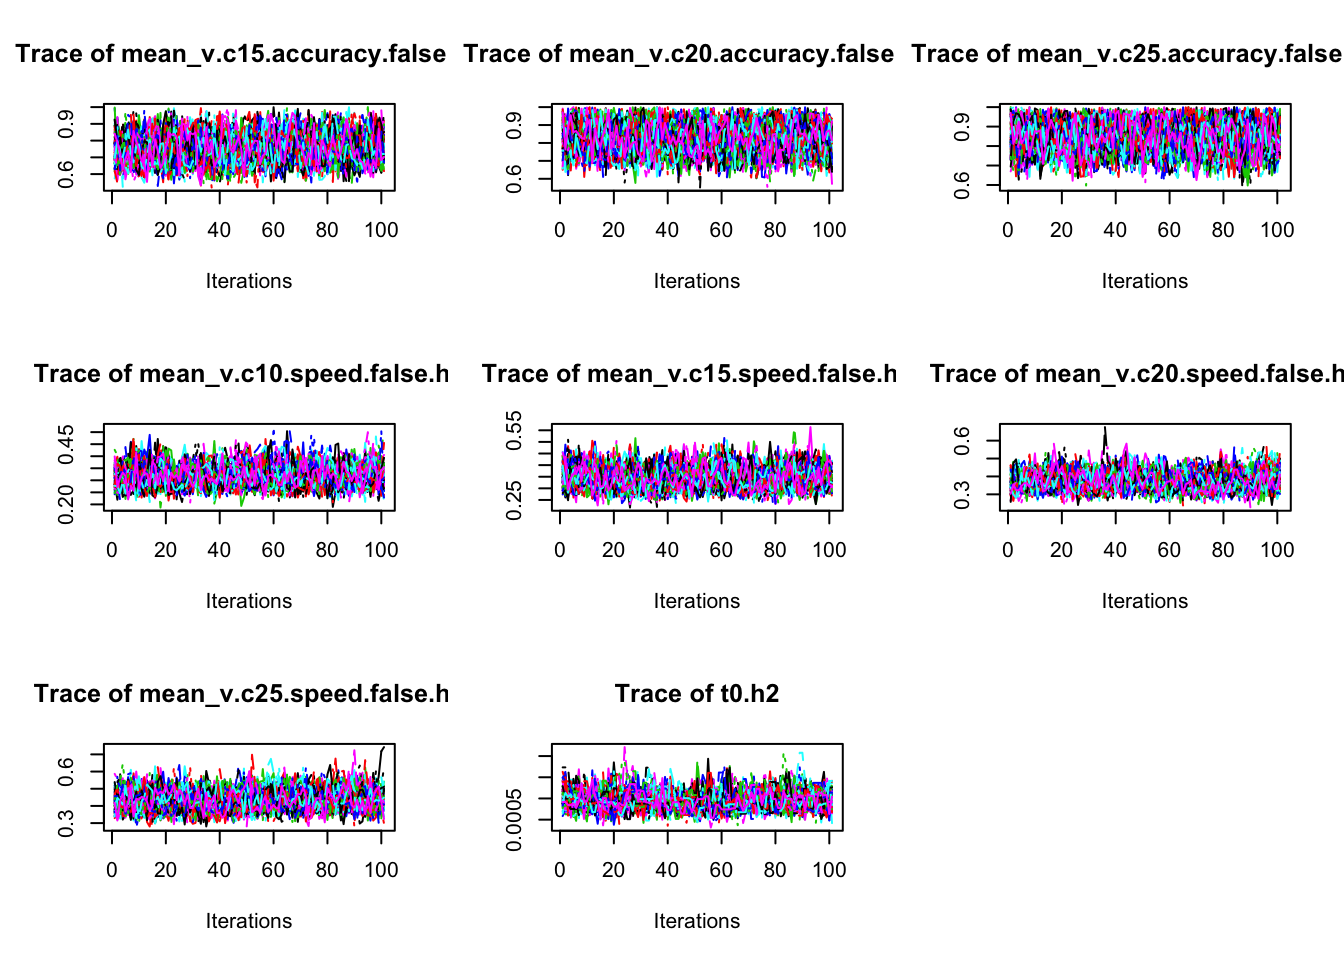 Trace of mean_v.c15.accuracy.false
Trace of mean_v.c20.accuracy.false
Trace of mean_v.c25.accuracy.false
0.9
0.6
0 20 40 60 80 100
Iterations
0.9
0.6
0 20 40 60 80 100
Iterations
0.9
0.6
0 20 40 60 80 100
Iterations
Trace of mean_v.c10.speed.false.h
Trace of mean_v.c15.speed.false.h
Trace of mean_v.c20.speed.false.h
0.45
0.20
0 20 40 60 80 100
Iterations
0.55
0.25
0 20 40 60 80 100
Iterations
0.6
0.3
0 20 40 60 80 100
Iterations
Trace of mean_v.c25.speed.false.h
Trace of t0.h2
0.6
0.3
0 20 40 60 80 100
Iterations
0.0005
0 20 40 60 80 100
Iterations